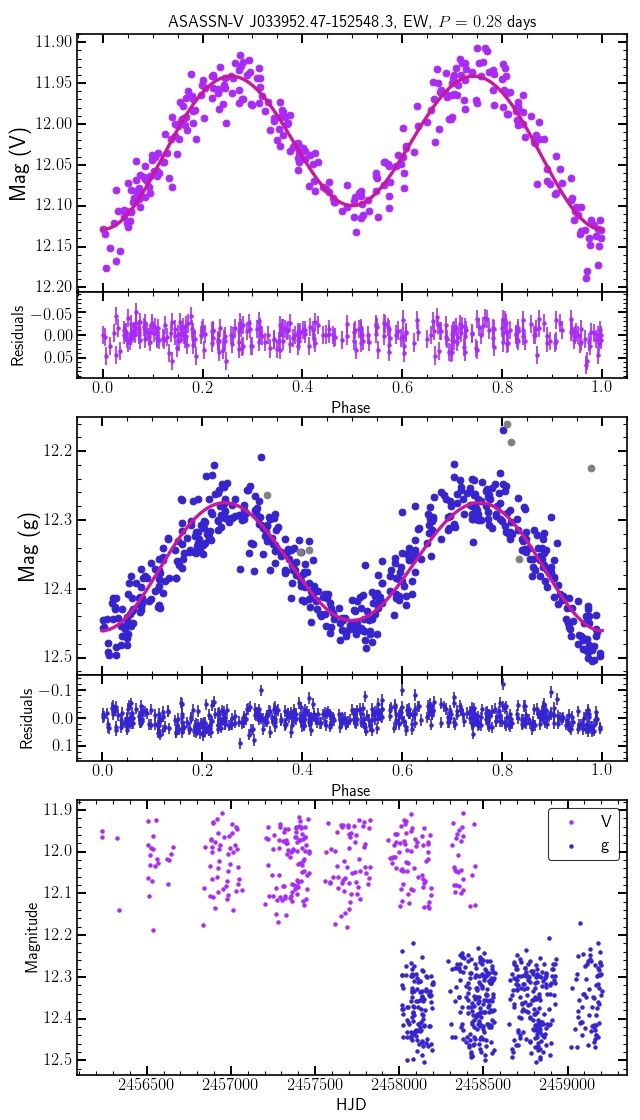 ASASSN-V J033952.47-152548.3, EW, P = 0.28 days
11.90
11.95
12.00
12.05
12.10
12.15
12.20
Mag (V)
−0.05
0.00
0.05
Residuals
0.0 0.2 0.4 0.6 0.8 1.0
Phase
12.2
12.3
12.4
12.5
Mag (g)
−0.1
0.0
0.1
Residuals
0.0 0.2 0.4 0.6 0.8 1.0
Phase
11.9
12.0
12.1
12.2
12.3
12.4
12.5
Magnitude
V
g
2456500 2457000 2457500 2458000 2458500 2459000
HJD